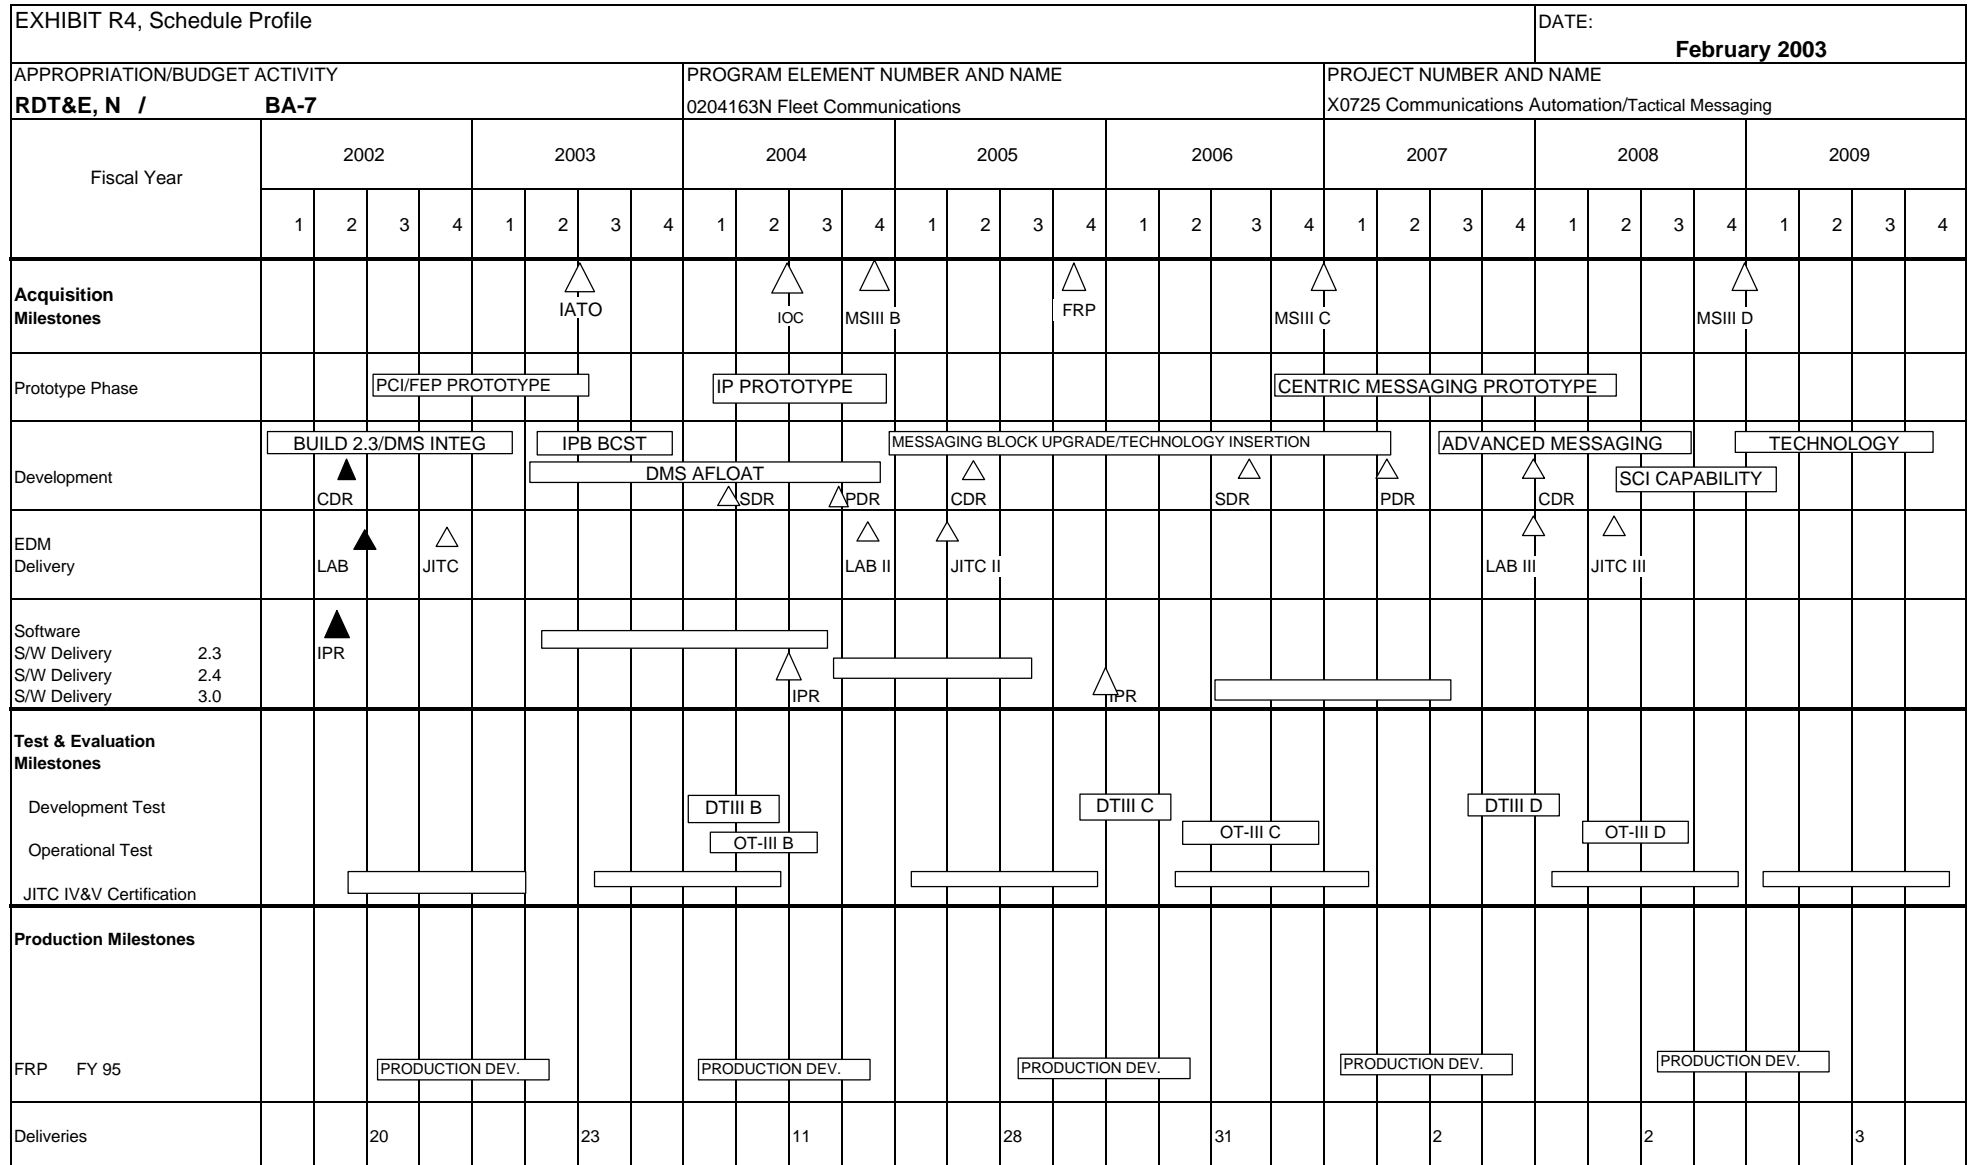 EXHIBIT R4, Schedule Profile
DATE:
February 2003
APPROPRIATION/BUDGET ACTIVITY
PROGRAM ELEMENT NUMBER AND NAME
PROJECT NUMBER AND NAME
RDT&E, N / BA-7
0204163N Fleet Communications
X0725 Communications Automation/Tactical Messaging
Fiscal Year
2002 2003 2004 2005 2006 2007 2008 2009
1 2 3 4 1 2 3 4 1 2 3 4 1 2 3 4 1 2 3 4 1 2 3 4 1 2 3 4 1 2 3 4
Acquisition
Milestones
IATO
IOC
MSIII B
FRP
MSIII C
MSIII D
Prototype Phase
PCI/FEP PROTOTYPE
IP PROTOTYPE
CENTRIC MESSAGING PROTOTYPE
Development
BUILD 2.3/DMS INTEG
IPB BCST
MESSAGING BLOCK UPGRADE/TECHNOLOGY INSERTION
ADVANCED MESSAGING
TECHNOLOGY
DMS AFLOAT
SCI CAPABILITY
CDR
SDR
PDR
CDR
SDR
PDR
CDR
EDM
Delivery
LAB
JITC
LAB II
JITC II
LAB III
JITC III
Software
S/W Delivery 2.3
S/W Delivery 2.4
S/W Delivery 3.0
IPR
IPR
IPR
Test & Evaluation
Milestones
Development Test
DTIII B
DTIII C
DTIII D
Operational Test
OT-III B
OT-III C
OT-III D
JITC IV&V Certification
Production Milestones
FRP FY 95
PRODUCTION DEV.
PRODUCTION DEV.
PRODUCTION DEV.
PRODUCTION DEV.
PRODUCTION DEV.
Deliveries
20 23 11 28 31 2 2 3